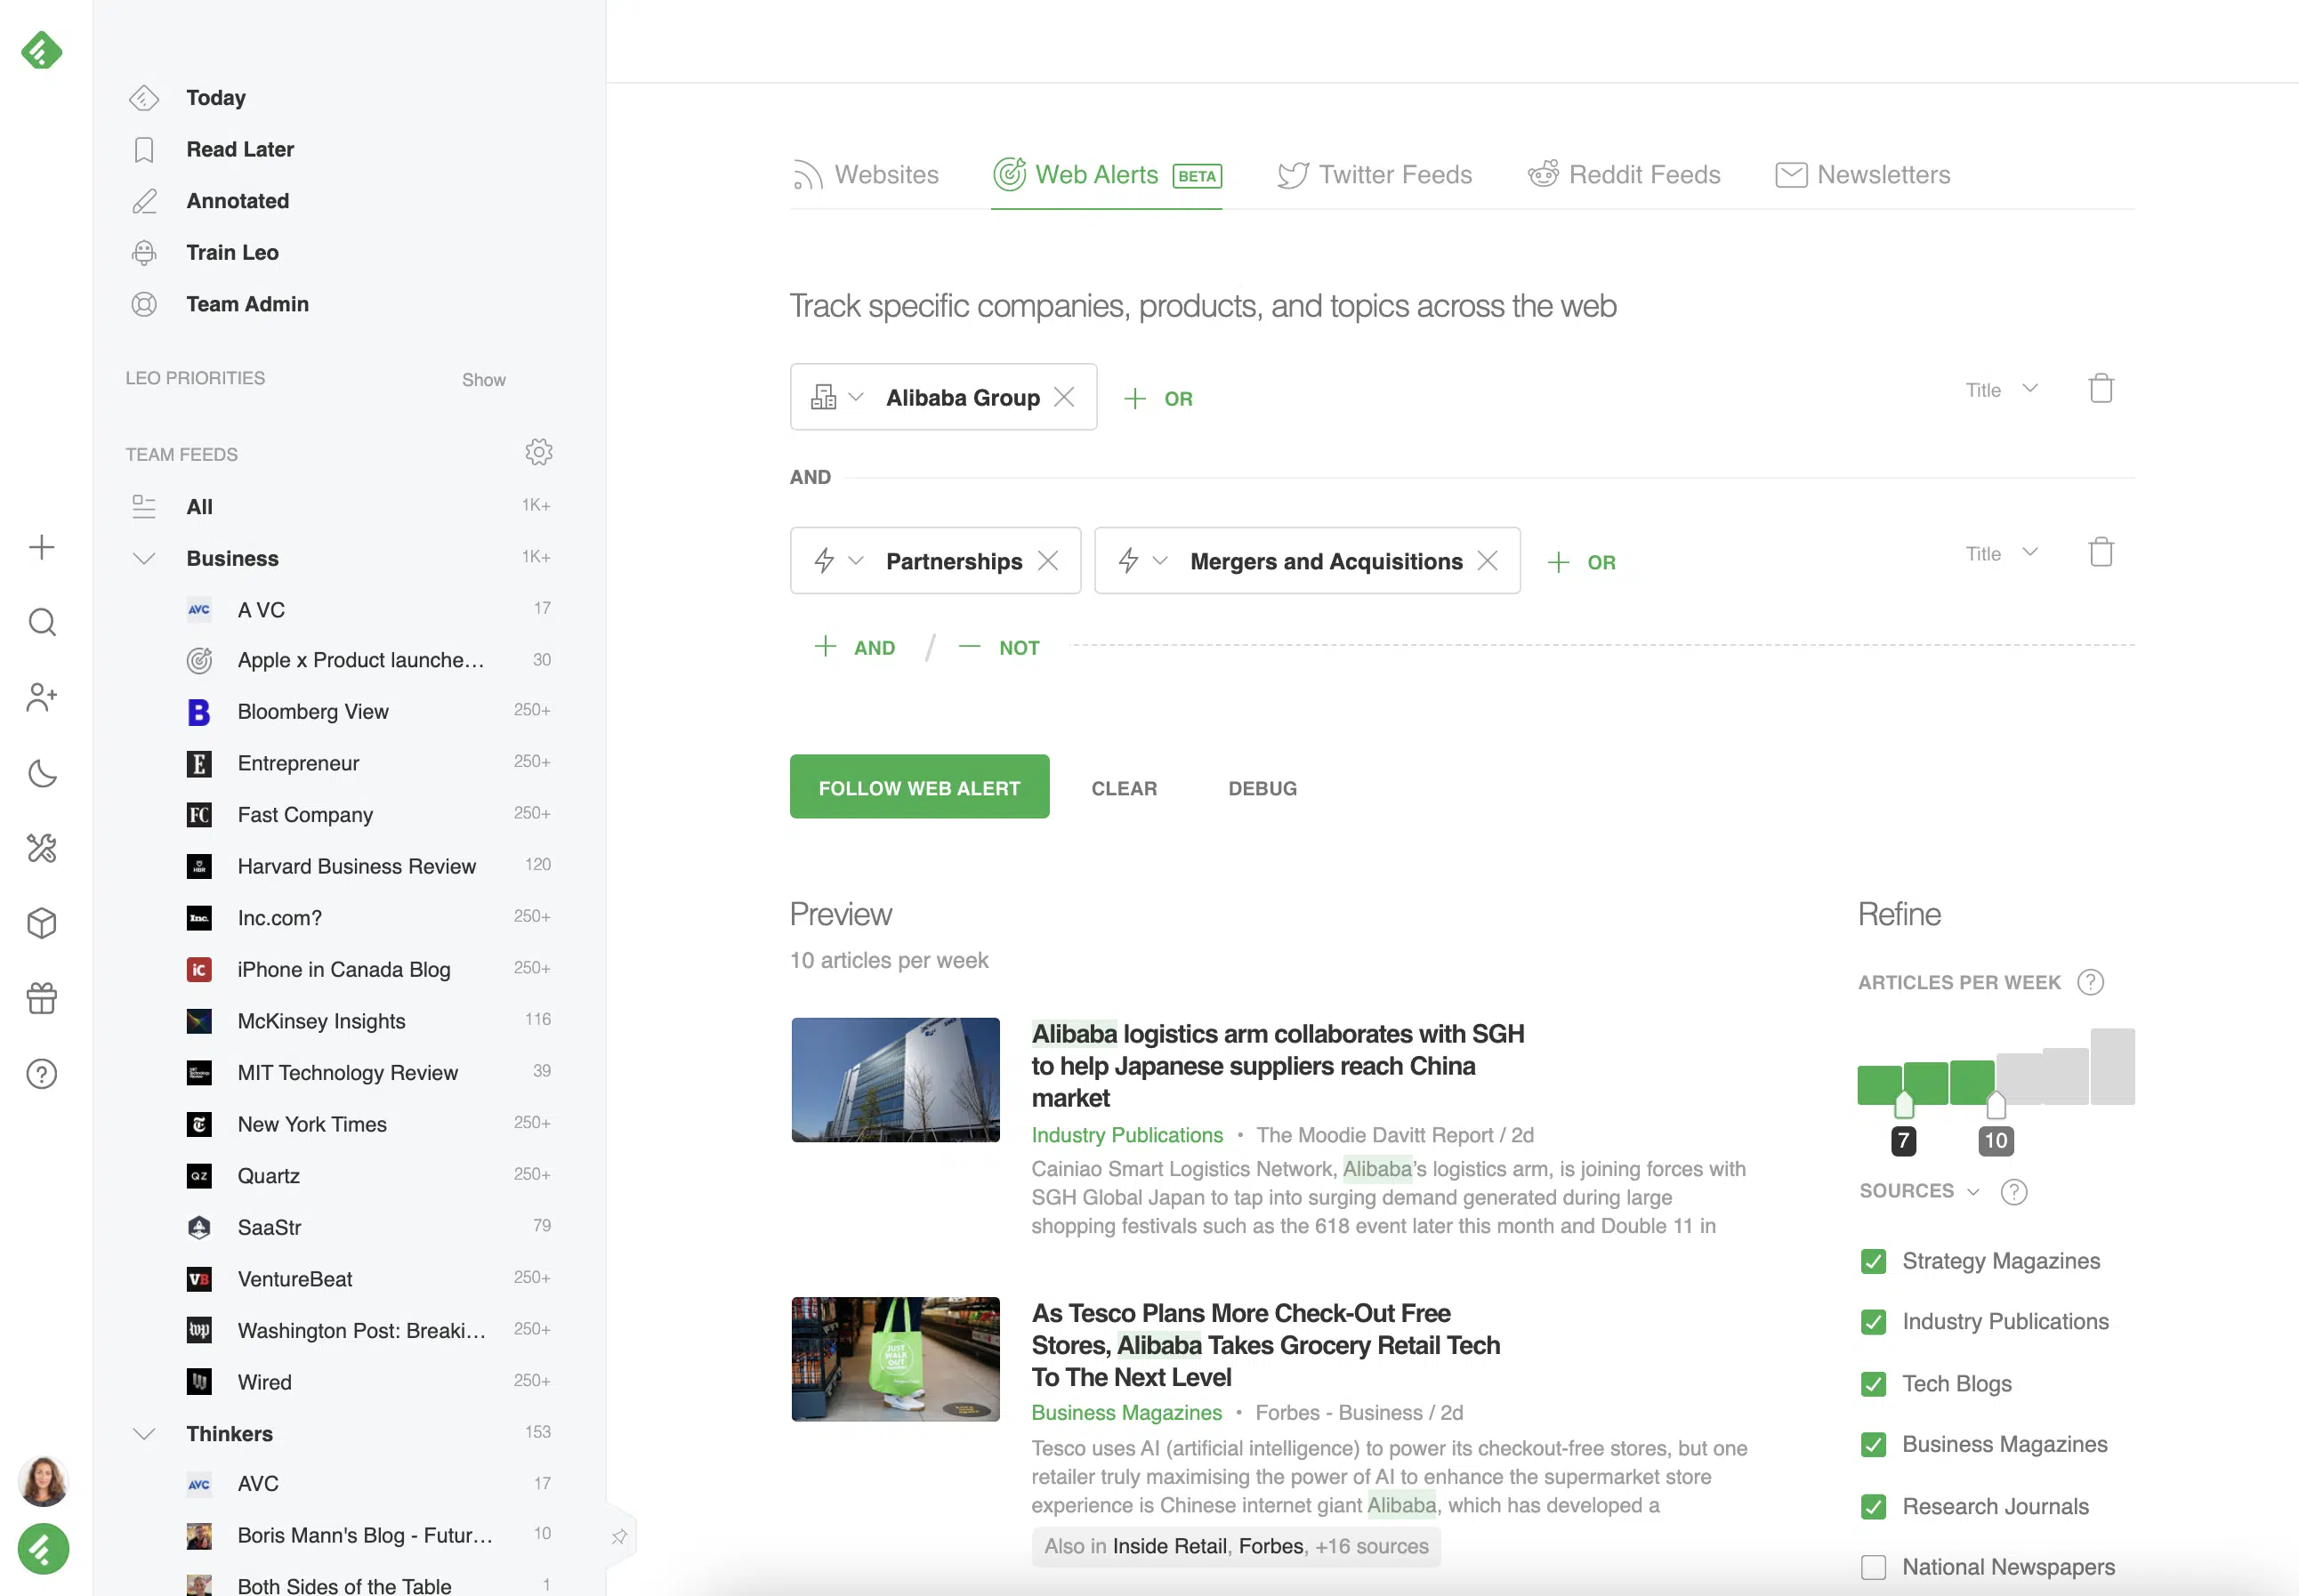 Today
Read Later
Annotated
Train Leo
Team Admin
LEO PRIORITIES Show
TEAM FEEDS
All 1K+
Business 1K+
A VC 17
Apple x Product launche... 30
Bloomberg View 250+
Entrepreneur 250+
Fast Company 250+
Harvard Business Review 120
Inc.com? 250+
iPhone in Canada Blog 250+
McKinsey Insights 116
MIT Technology Review 39
New York Times 250+
Quartz 250+
SaaStr 79
VentureBeat 250+
Washington Post: Breaki... 250+
Wired 250+
Thinkers 153
AVC 17
Boris Mann's Blog - Futur... 10
Both Sides of the Table 1
Websites Web Alerts BETA Twitter Feeds Reddit Feeds Newsletters
Track specific companies, products, and topics across the web
Alibaba Group + OR Title
AND
Partnerships Mergers and Acquisitions + OR Title
+ AND / — NOT
FOLLOW WEB ALERT CLEAR DEBUG
Preview
10 articles per week
Alibaba logistics arm collaborates with SGH
to help Japanese suppliers reach China
market
Industry Publications • The Moodie Davitt Report / 2d
Cainiao Smart Logistics Network, Alibaba's logistics arm, is joining forces with
SGH Global Japan to tap into surging demand generated during large
shopping festivals such as the 618 event later this month and Double 11 in
JUST
WALK
OUT
As Tesco Plans More Check-Out Free
Stores, Alibaba Takes Grocery Retail Tech
To The Next Level
Business Magazines • Forbes - Business / 2d
Tesco uses AI (artificial intelligence) to power its checkout-free stores, but one
retailer truly maximising the power of AI to enhance the supermarket store
experience is Chinese internet giant Alibaba, which has developed a
Also in Inside Retail, Forbes, +16 sources
Refine
ARTICLES PER WEEK ?
7 10
SOURCES ?
Strategy Magazines
Industry Publications
Tech Blogs
Business Magazines
Research Journals
National Newspapers